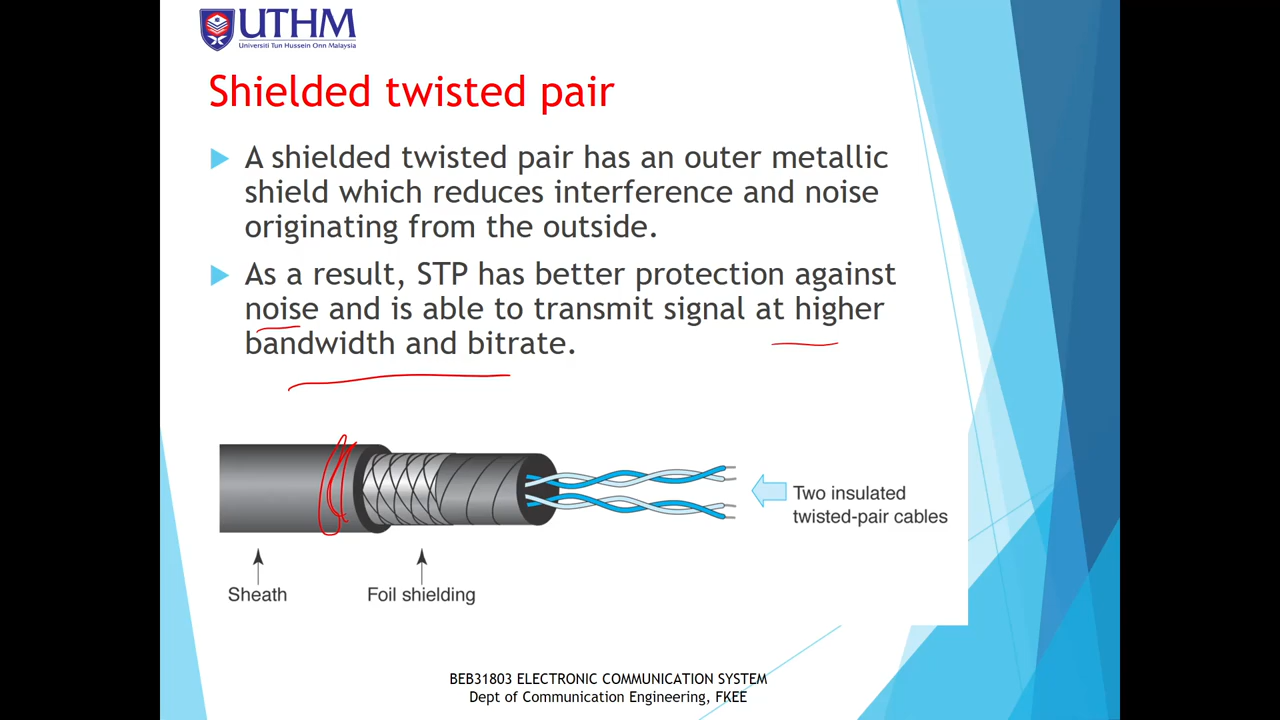 UTHM
Universiti Tun Hussein Onn Malaysia
Shielded twisted pair
A shielded twisted pair has an outer metallic
shield which reduces interference and noise
originating from the outside.
As a result, STP has better protection against
noise and is able to transmit signal at higher
bandwidth and bitrate.
Two insulated
twisted-pair cables
Sheath
Foil shielding
BEB31803 ELECTRONIC COMMUNICATION SYSTEM
Dept of Communication Engineering, FKEE